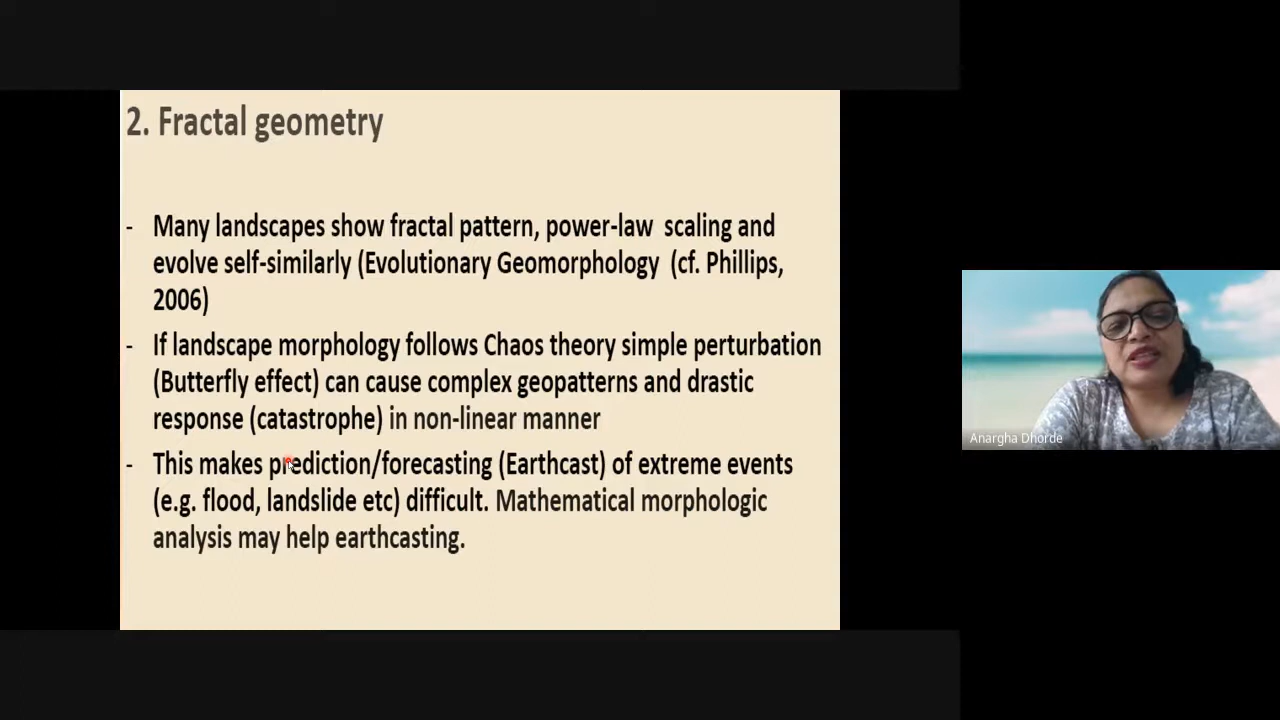 2. Fractal geometry
- Many landscapes show fractal pattern, power-law scaling and
evolve self-similarly (Evolutionary Geomorphology (cf. Phillips,
2006)
- If landscape morphology follows Chaos theory simple perturbation
(Butterfly effect) can cause complex geopatterns and drastic
response (catastrophe) in non-linear manner
- This makes prediction/forecasting (Earthcast) of extreme events
(e.g. flood, landslide etc) difficult. Mathematical morphologic
analysis may help earthcasting.
Anargha Dhorde